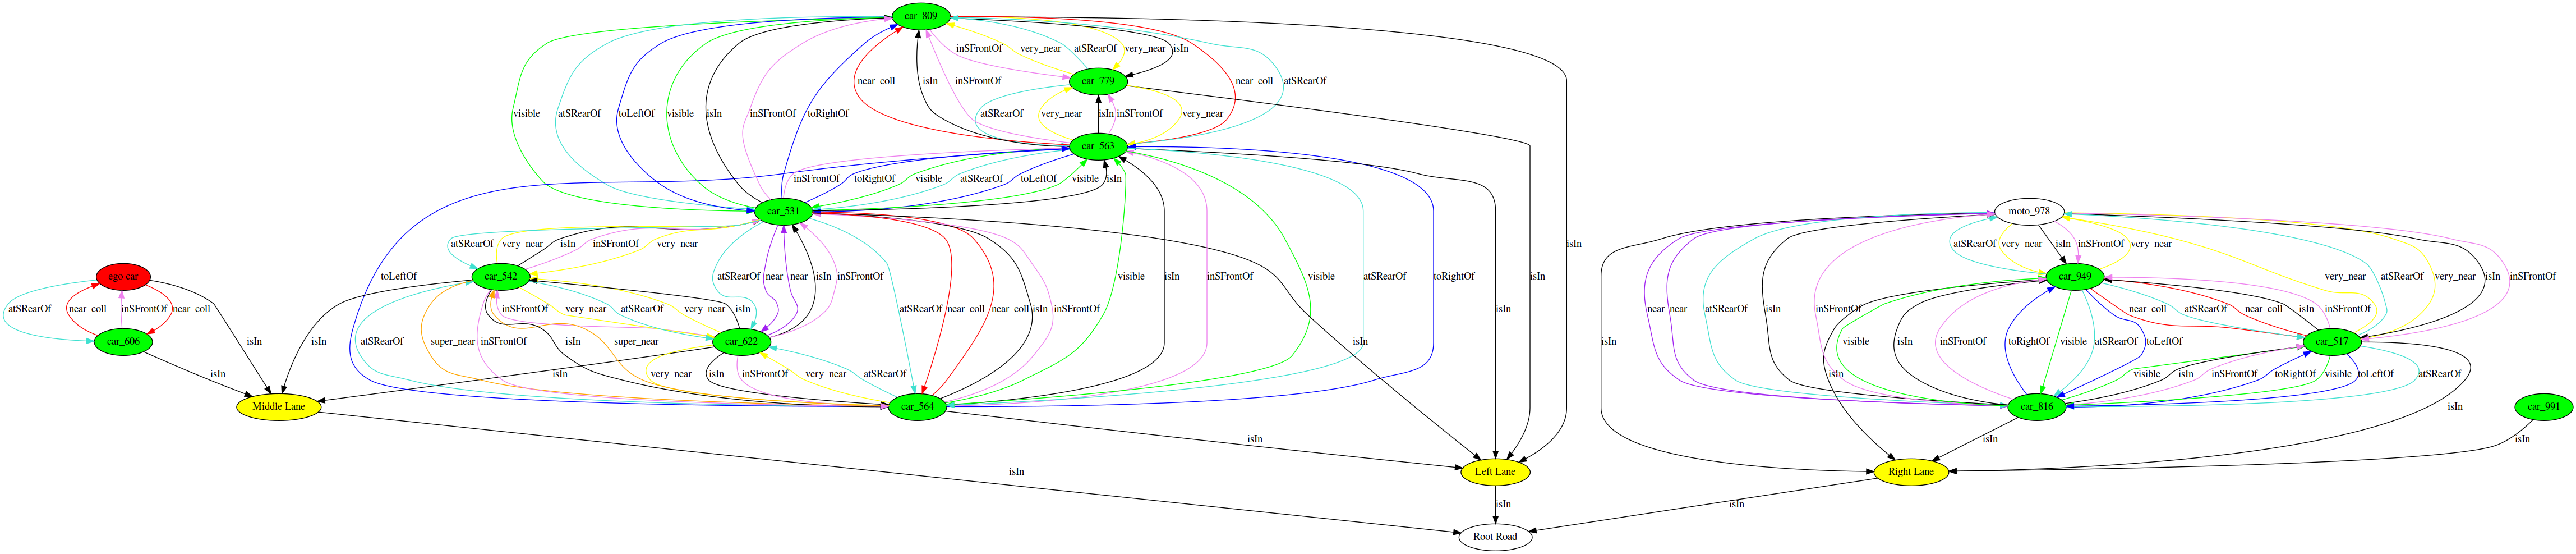 car_809
inSFrontOf very_near atSRearOf very_near isIn
car_779
visible atSRearOf toLeftOf visible isIn inSFrontOf toRightOf near_coll isIn inSFrontOf near_coll atSRearOf
atSRearOf very_near isIn inSFrontOf very_near
car_563
inSFrontOf toRightOf visible atSRearOf toLeftOf visible isIn
car_531 moto_978
atSRearOf very_near isIn inSFrontOf very_near isIn atSRearOf very_near isIn inSFrontOf very_near
ego car car_542 toLeftOf atSRearOf near near isIn inSFrontOf visible isIn inSFrontOf visible atSRearOf toRightOf isIn car_949 very_near atSRearOf very_near isIn inSFrontOf
atSRearOf near_coll inSFrontOf near_coll isIn inSFrontOf very_near atSRearOf very_near isIn atSRearOf near_coll near_coll isIn inSFrontOf isIn near near atSRearOf isIn inSFrontOf near_coll atSRearOf near_coll isIn inSFrontOf
car_606 isIn isIn atSRearOf super_near inSFrontOf isIn super_near car_622 isIn isIn visible isIn inSFrontOf toRightOf visible atSRearOf toLeftOf car_517
isIn isIn very_near isIn inSFrontOf very_near atSRearOf isIn visible isIn inSFrontOf toRightOf visible toLeftOf atSRearOf
Middle Lane car_564 car_816 car_991
isIn isIn isIn isIn
isIn Left Lane Right Lane
isIn isIn
Root Road